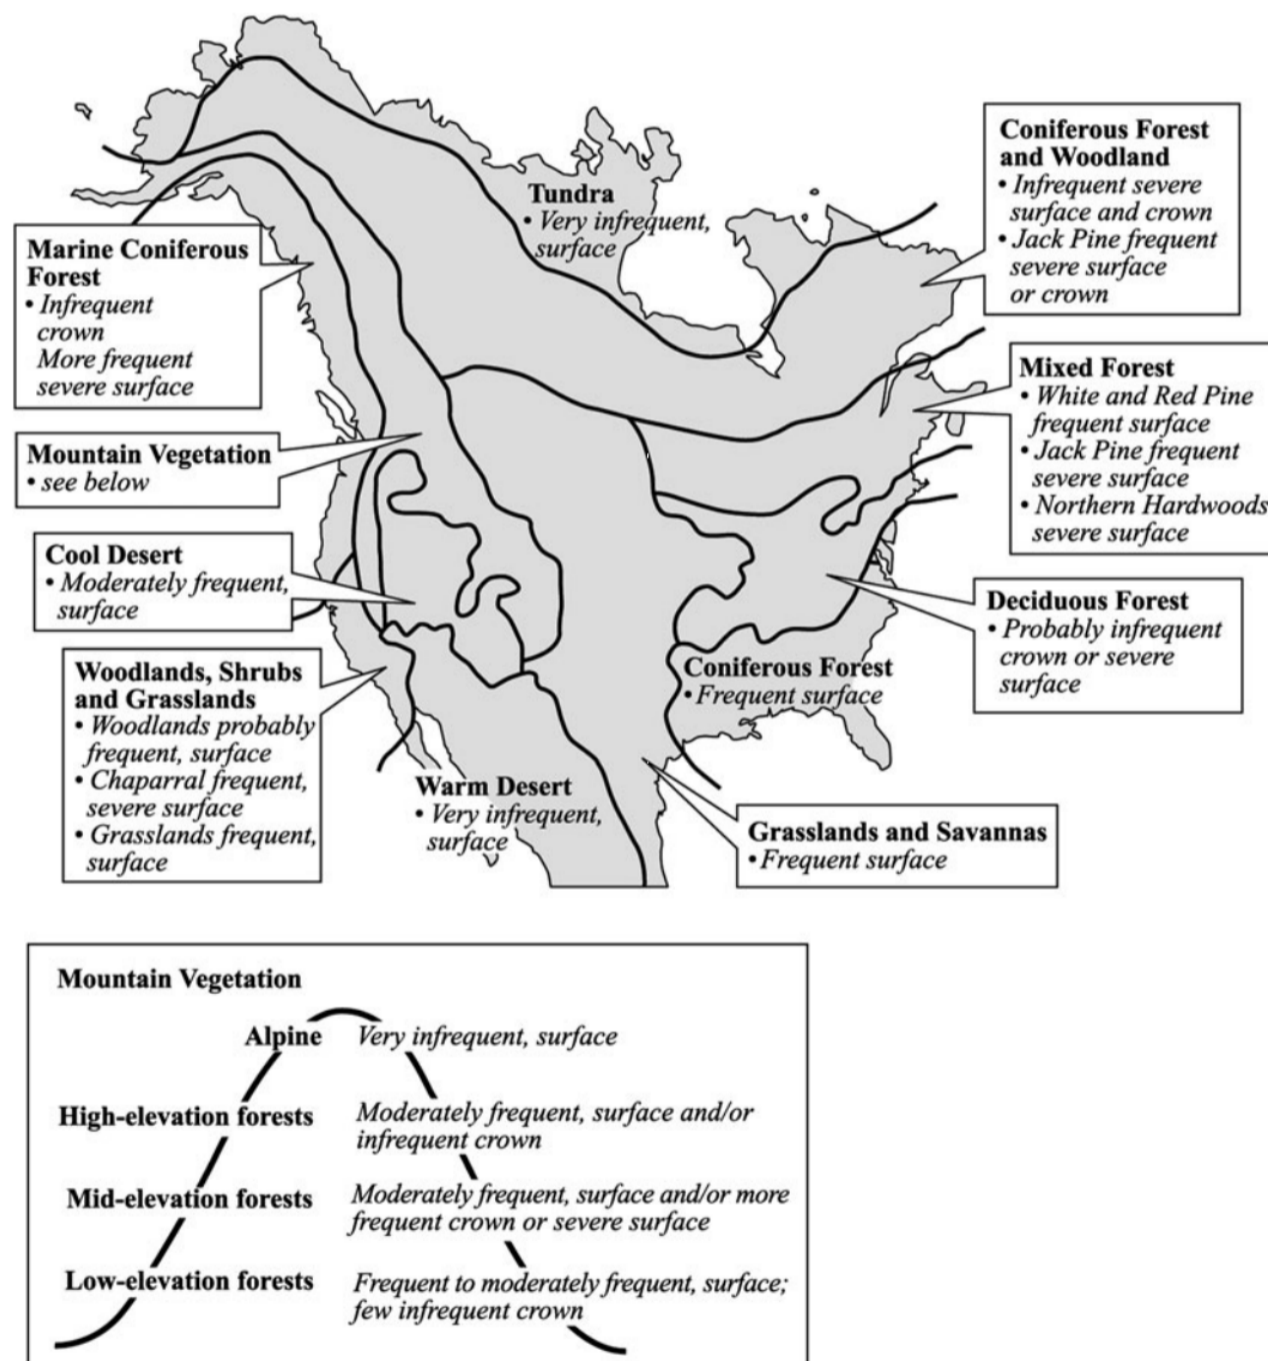 Tundra
• Very infrequent,
surface
Coniferous Forest
and Woodland
• Infrequent severe
surface and crown
• Jack Pine frequent
severe surface
or crown
Marine Coniferous
Forest
• Infrequent
crown
More frequent
severe surface
Mixed Forest
• White and Red Pine
frequent surface
• Jack Pine frequent
severe surface
• Northern Hardwoods
severe surface
Mountain Vegetation
• see below
Cool Desert
• Moderately frequent,
surface
Deciduous Forest
• Probably infrequent
crown or severe
surface
Woodlands, Shrubs
and Grasslands
• Woodlands probably
frequent, surface
• Chaparral frequent,
severe surface
• Grasslands frequent,
surface
Coniferous Forest
• Frequent surface
Warm Desert
• Very infrequent,
surface
Grasslands and Savannas
• Frequent surface
Mountain Vegetation
Alpine Very infrequent, surface
High-elevation forests Moderately frequent, surface and/or
infrequent crown
Mid-elevation forests Moderately frequent, surface and/or more
frequent crown or severe surface
Low-elevation forests Frequent to moderately frequent, surface;
few infrequent crown